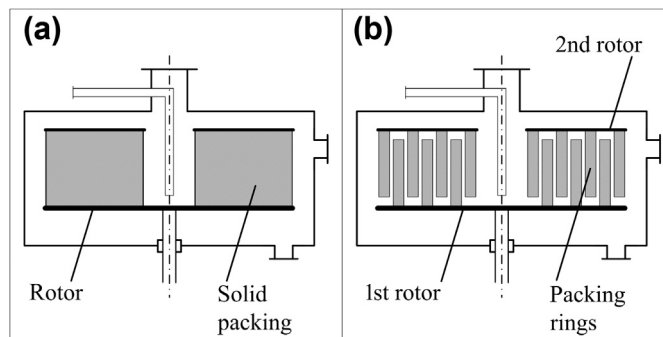 (a)
Rotor
Solid
packing
(b)
2nd rotor
1st rotor
Packing
rings